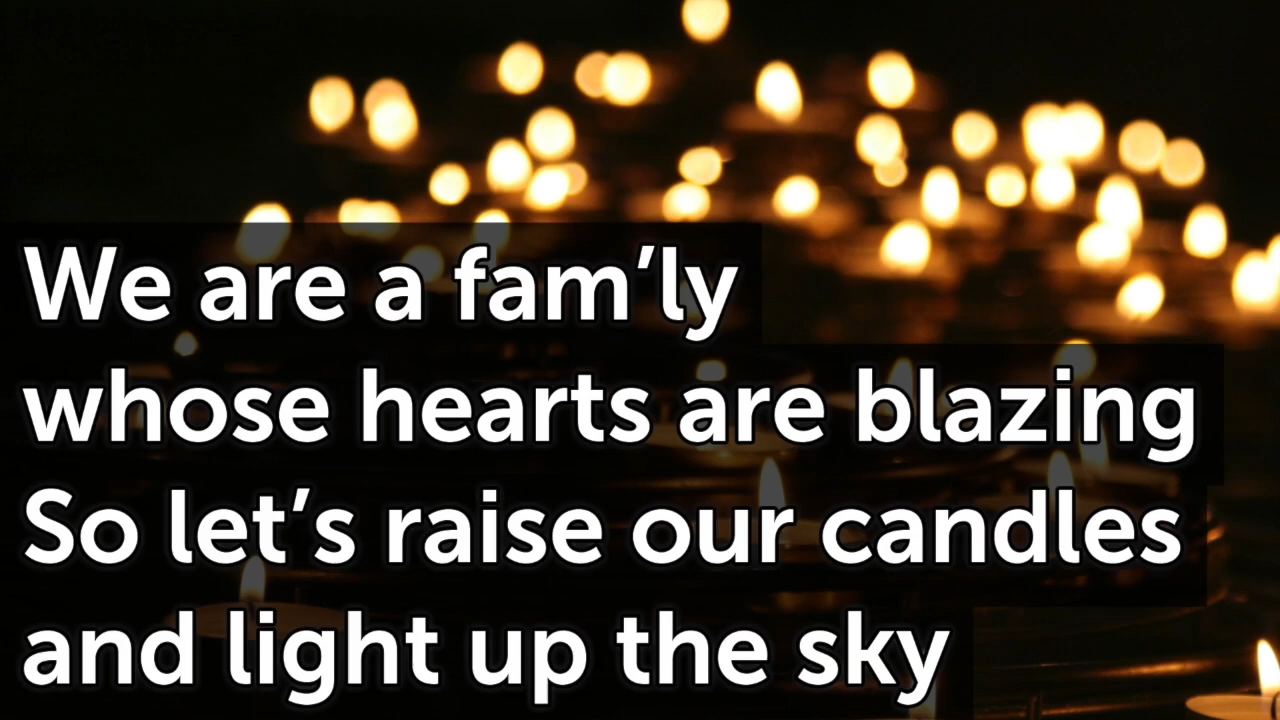 We are a fam’ly
whose hearts are blazing
So let’s raise our candles
and light up the sky